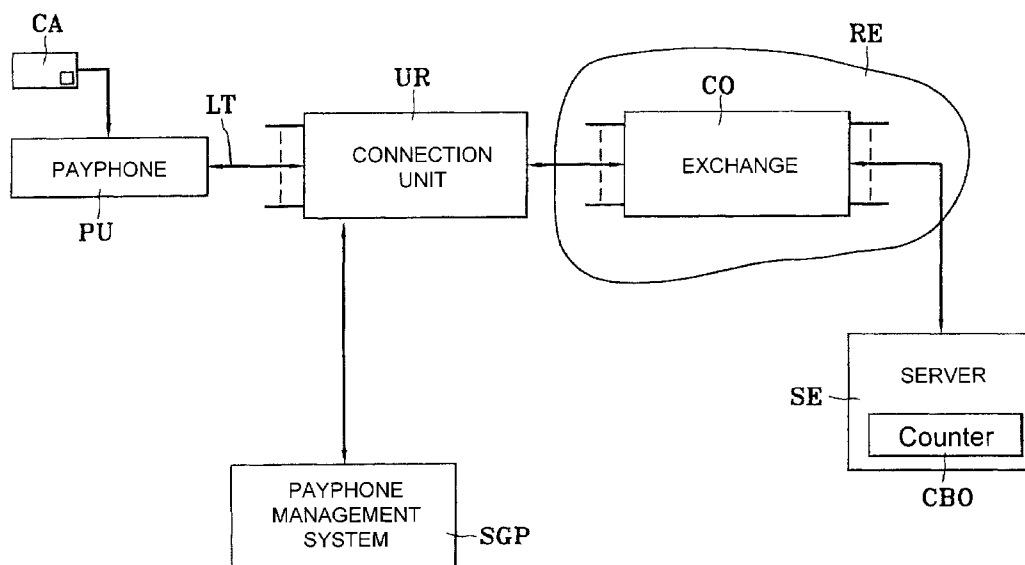 CA
RE
UR
CO
LT
CONNECTION
UNIT
EXCHANGE
PAYPHONE
PU
SERVER
SE
Counter
CBO
PAYPHONE
MANAGEMENT
SYSTEM
SGP